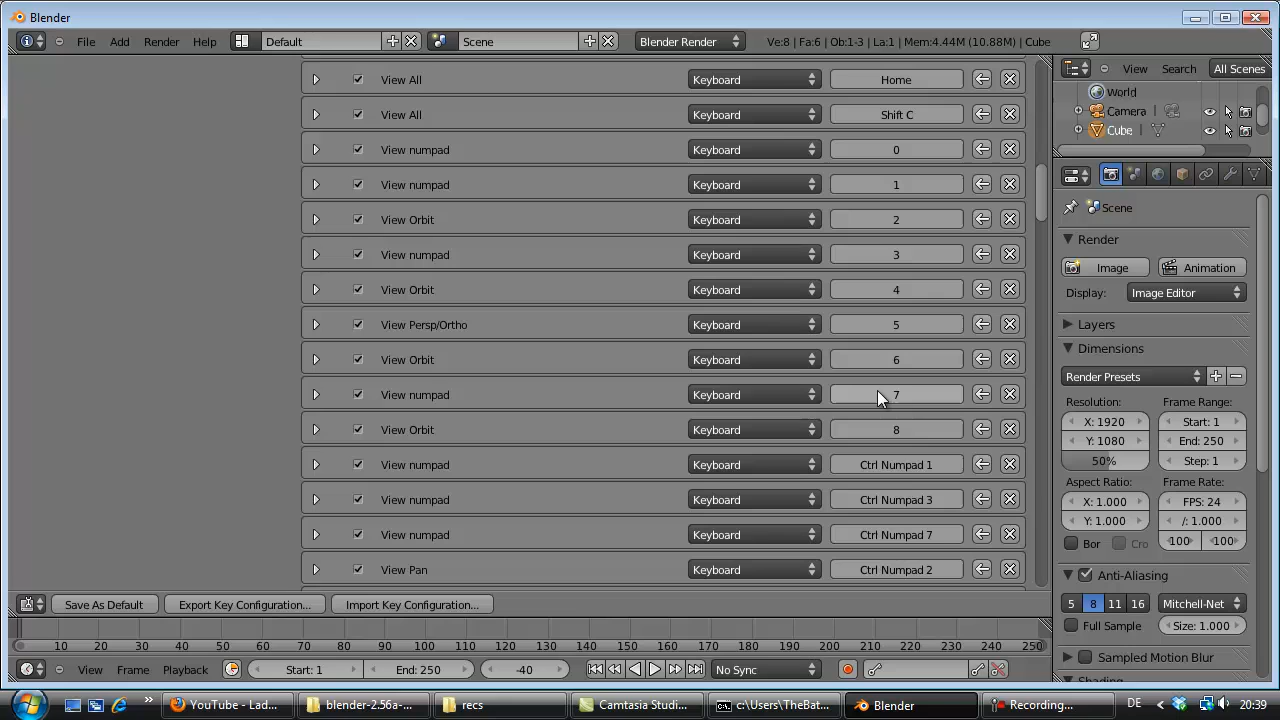 Blender
File Add Render Help Default Scene Blender Render Ve:8 | Fa:6 | Ob:1-3 | La:1 | Mem:4.44M (10.88M) | Cube
View Search All Scenes
World
Camera
Cube
View All Keyboard Home
View All Keyboard Shift C
View numpad Keyboard 0
View numpad Keyboard 1
View Orbit Keyboard 2
View numpad Keyboard 3
View Orbit Keyboard 4
View Persp/Ortho Keyboard 5
View Orbit Keyboard 6
View numpad Keyboard 7
View Orbit Keyboard 8
View numpad Keyboard Ctrl Numpad 1
View numpad Keyboard Ctrl Numpad 3
View numpad Keyboard Ctrl Numpad 7
View Pan Keyboard Ctrl Numpad 2
Scene
Render
Image Animation
Display: Image Editor
Layers
Dimensions
Render Presets
Resolution: Frame Range:
X: 1920 Start: 1
Y: 1080 End: 250
50% Step: 1
Aspect Ratio: Frame Rate:
X: 1.000 FPS: 24
Y: 1.000 /: 1.000
Bor Cro 100 100
Anti-Aliasing
5 8 11 16 Mitchell-Net
Full Sample Size: 1.000
Sampled Motion Blur
Shading
Save As Default Export Key Configuration... Import Key Configuration...
10 20 30 40 50 60 70 80 90 100 110 120 130 140 150 160 170 180 190 200 210 220 230 240 250
View Frame Playback Start: 1 End: 250 -40 No Sync
YouTube - Lad... blender-2.56a-... recs Camtasia Studi... c:\Users\TheBat... Blender Recording... DE 20:39